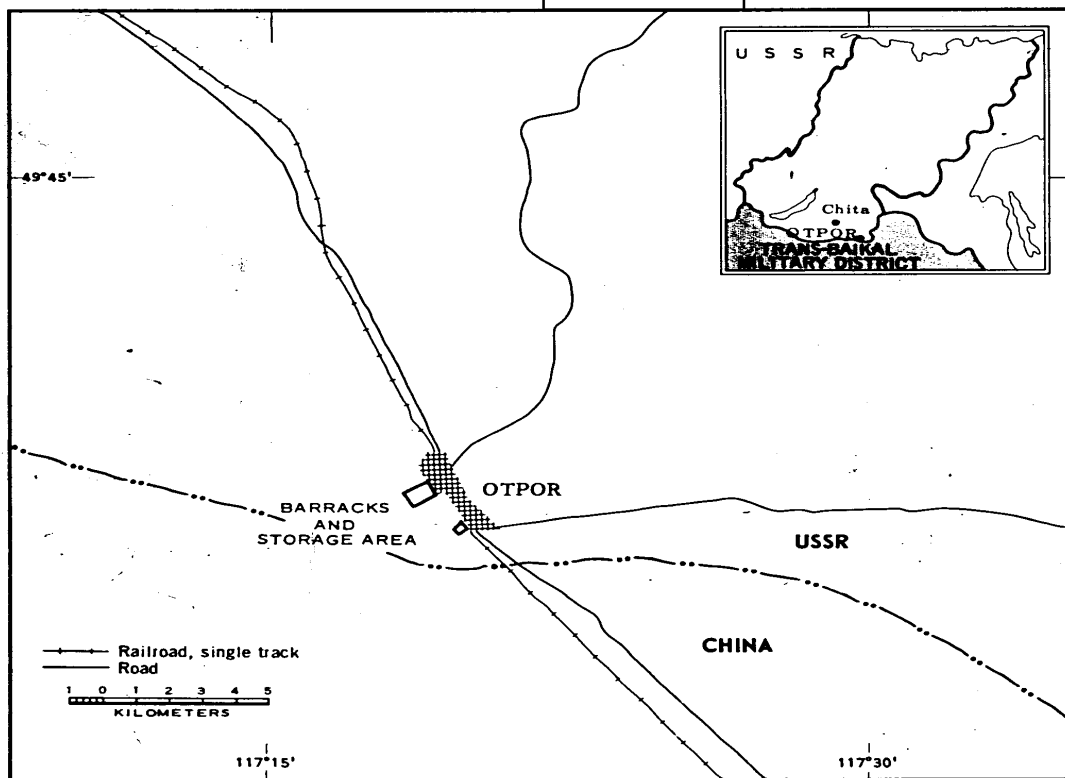 U S S R
Chita
OTPOR
TRANS-BAIKAL
MILITARY DISTRICT
49°45'
OTPOR
BARRACKS
AND
STORAGE AREA
USSR
CHINA
Railroad, single track
Road
1 0 1 2 3 4 5
KILOMETERS
117°15'
117°30'